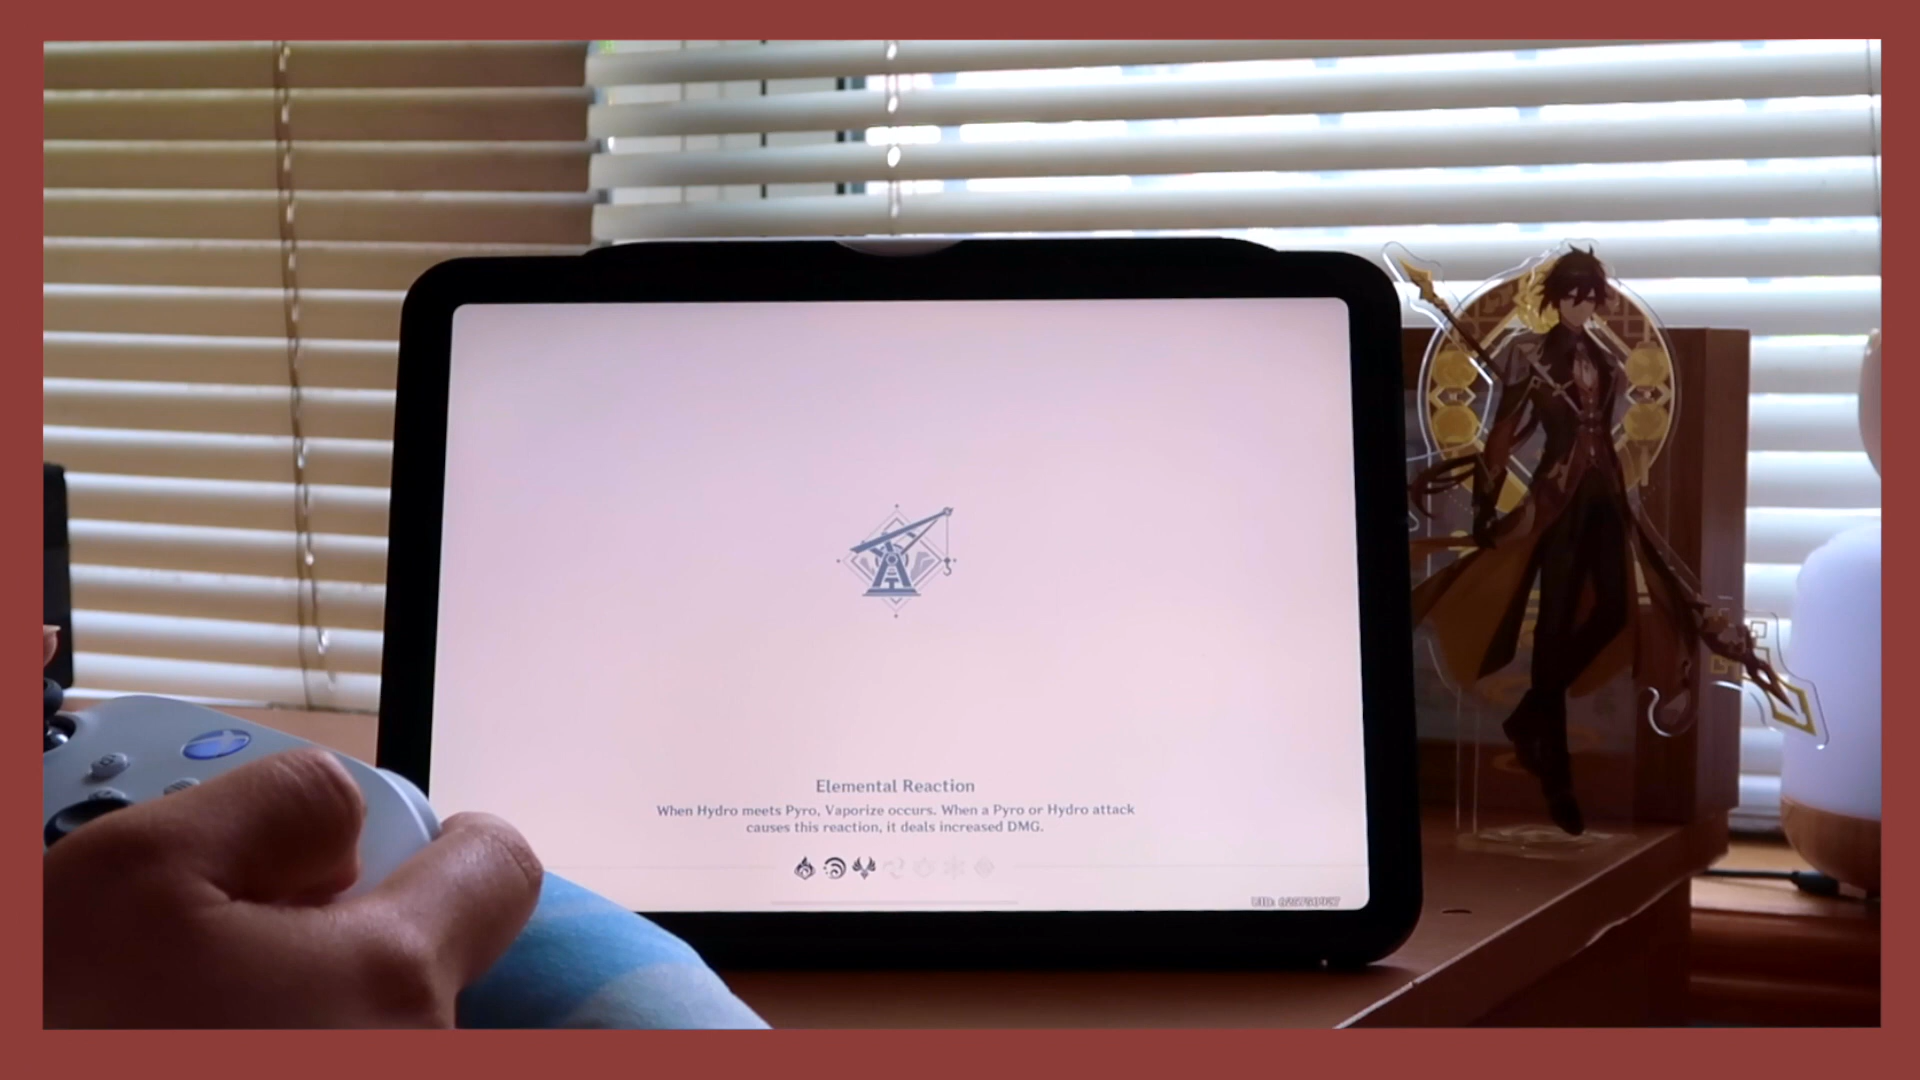 Elemental Reaction
When Hydro meets Pyro, Vaporize occurs. When a Pyro or Hydro attack
causes this reaction, it deals increased DMG.
UID: